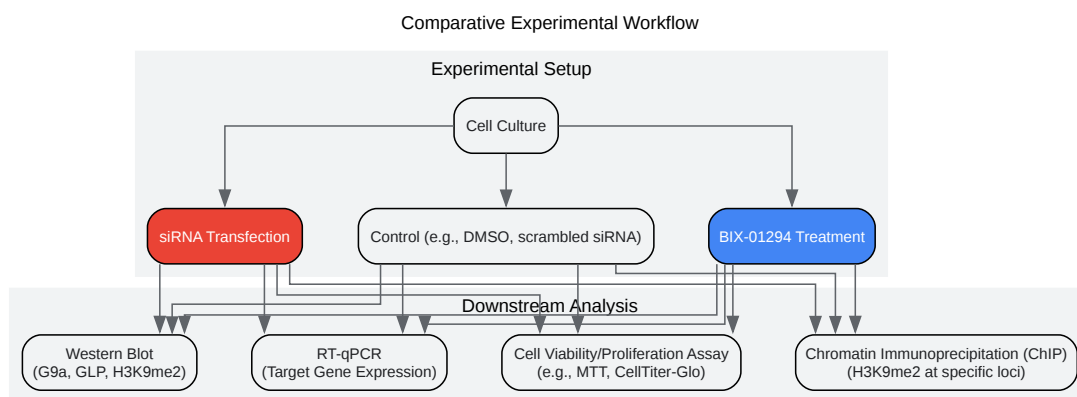 Comparative Experimental Workflow
Experimental Setup
Cell Culture
siRNA Transfection
Control (e.g., DMSO, scrambled siRNA)
BIX-01294 Treatment
Downstream Analysis
Western Blot
(G9a, GLP, H3K9me2)
RT-qPCR
(Target Gene Expression)
Cell Viability/Proliferation Assay
(e.g., MTT, CellTiter-Glo)
Chromatin Immunoprecipitation (ChIP)
(H3K9me2 at specific loci)